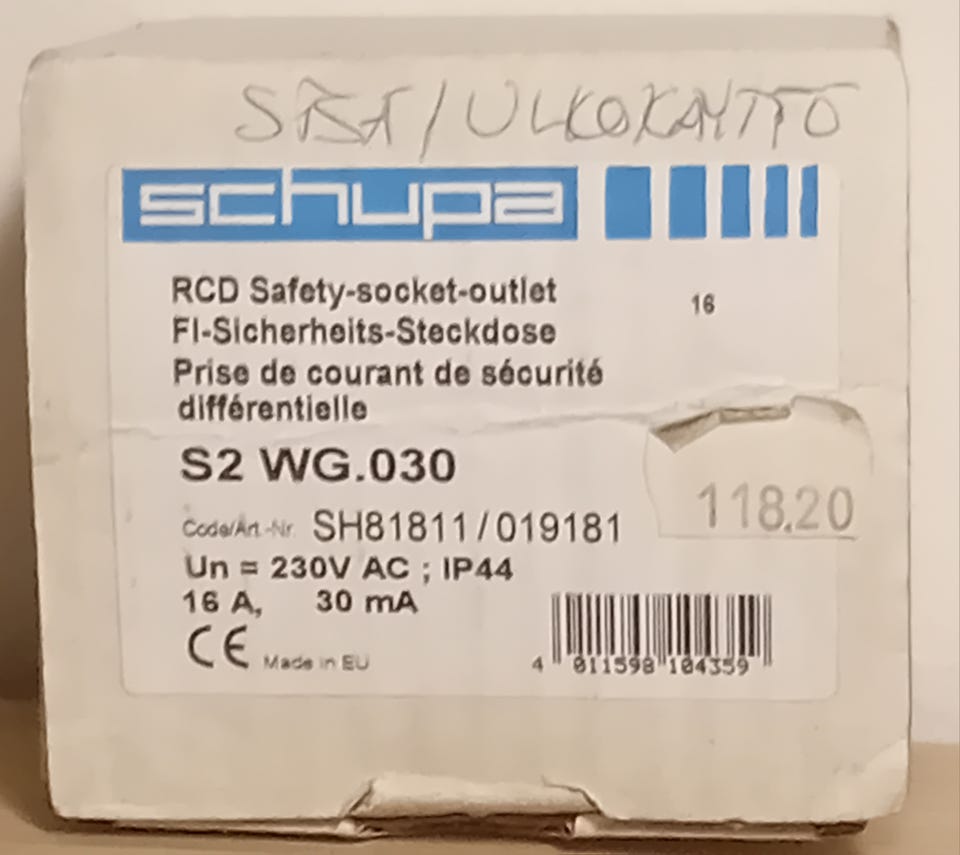 SISÄ/ULKOKÄYTTÖ
schupa
RCD Safety-socket-outlet
16
FI-Sicherheits-Steckdose
Prise de courant de sécurité
différentielle
S2 WG.030
118,20
Code/Art.-Nr. SH81811/019181
Un = 230V AC ; IP44
16 A, 30 mA
CE Made in EU
4 011598 104359